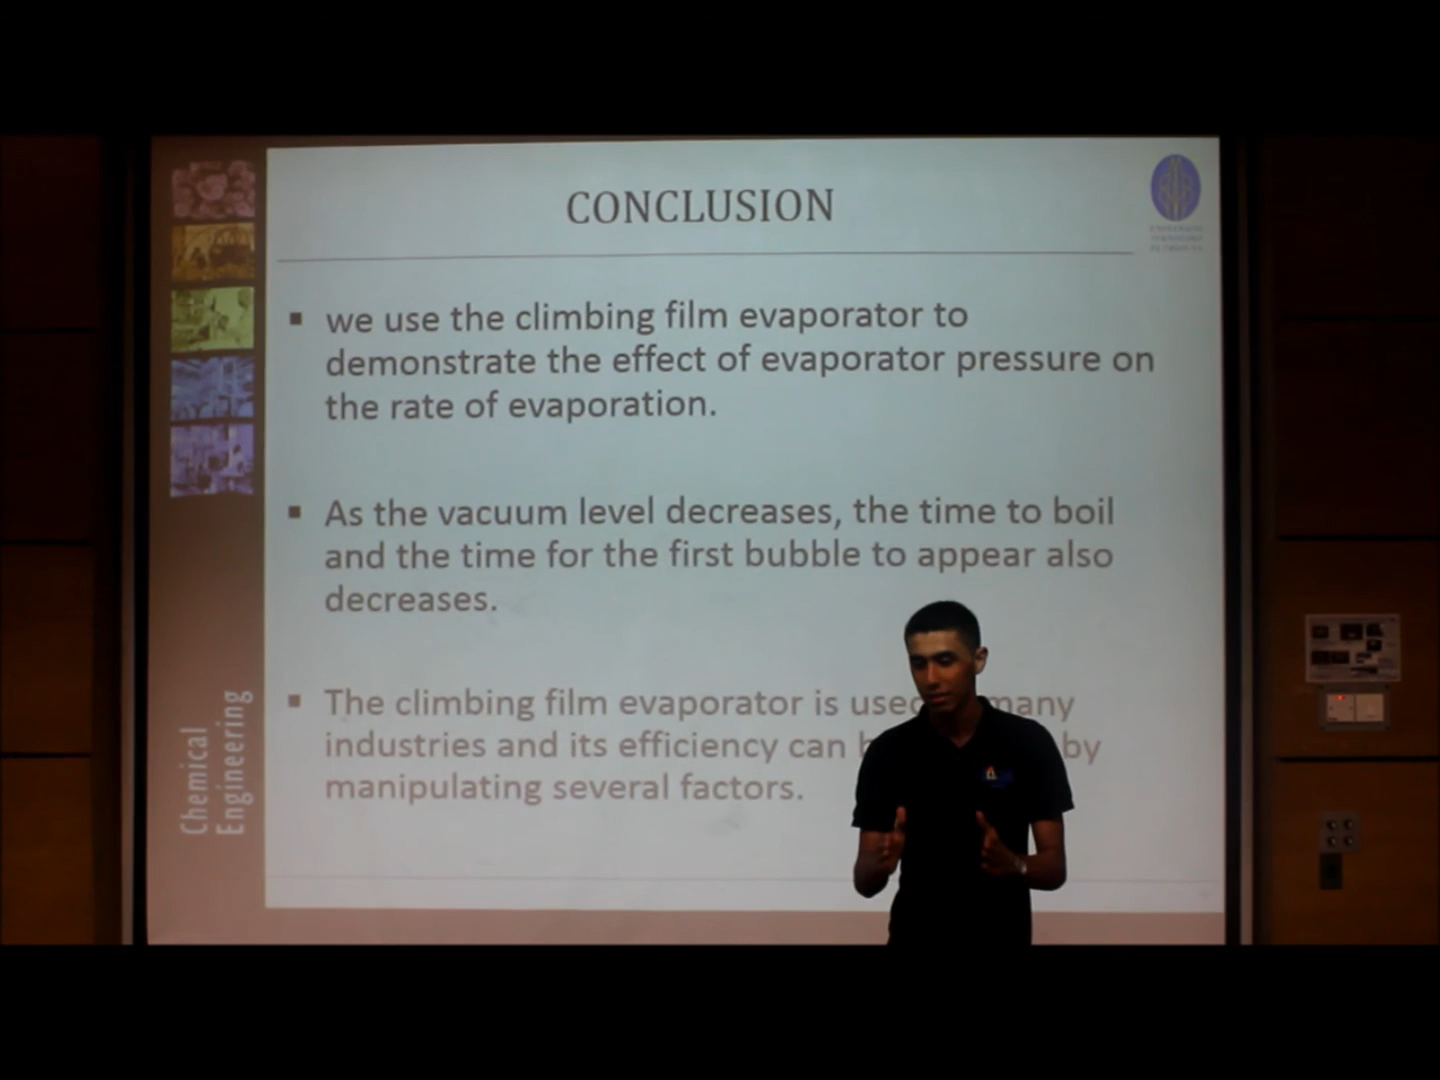 CONCLUSION
▪ we use the climbing film evaporator to
demonstrate the effect of evaporator pressure on
the rate of evaporation.
▪ As the vacuum level decreases, the time to boil
and the time for the first bubble to appear also
decreases.
▪ The climbing film evaporator is used many
industries and its efficiency can by
manipulating several factors.
Chemical
Engineering